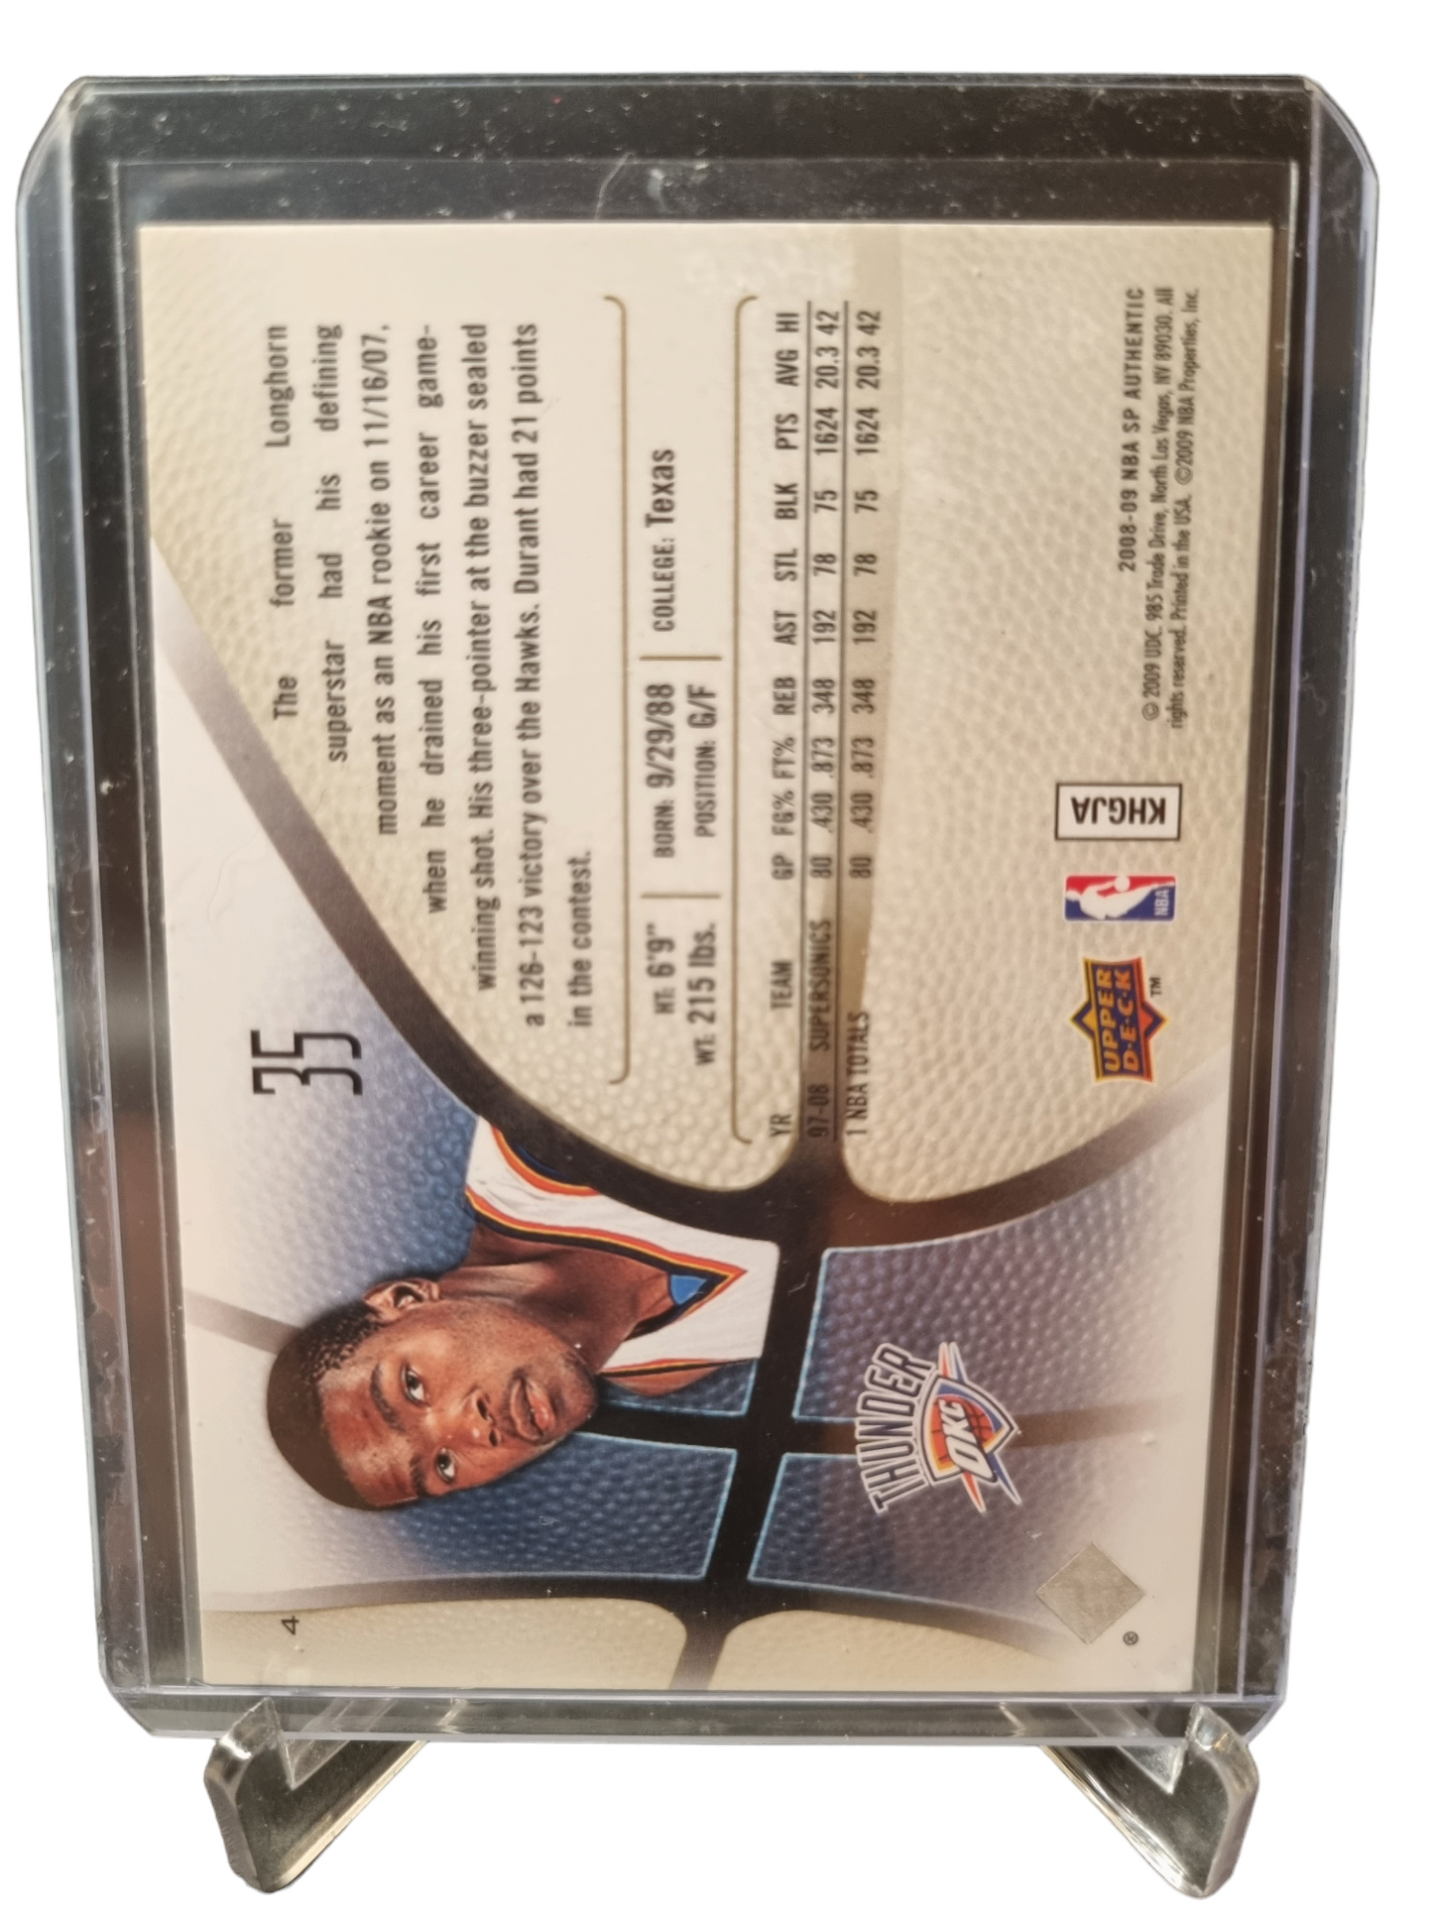 4
35
The former Longhorn
superstar had his defining
moment as an NBA rookie on 11/16/07,
when he drained his first career game-
winning shot. His three-pointer at the buzzer sealed
a 126-123 victory over the Hawks. Durant had 21 points
in the contest.
HT: 6'9" BORN: 9/29/88 COLLEGE: Texas
WT: 215 lbs. POSITION: G/F
YR TEAM GP FG% FT% REB AST STL BLK PTS AVG HI
97-08 SUPERSONICS 80 .430 .873 348 192 78 75 1624 20.3 42
1 NBA TOTALS 80 .430 .873 348 192 78 75 1624 20.3 42
THUNDER
OKC
UPPER
D·E·C·K
TM
NBA
KHGJA
2008-09 NBA SP AUTHENTIC
© 2009 UDC, 985 Trade Drive, North Las Vegas, NV 89030. All
rights reserved. Printed in the USA. ©2009 NBA Properties, Inc.
®